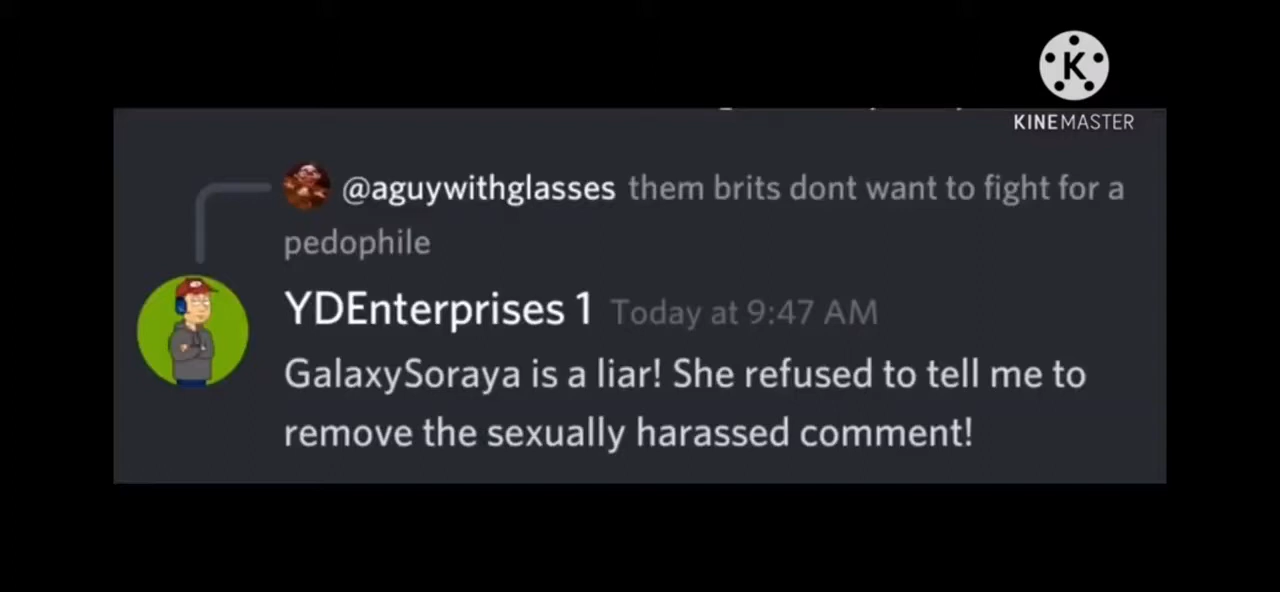 K
KINEMASTER
@aguywithglasses them brits dont want to fight for a
pedophile
YDEnterprises 1 Today at 9:47 AM
GalaxySoraya is a liar! She refused to tell me to
remove the sexually harassed comment!